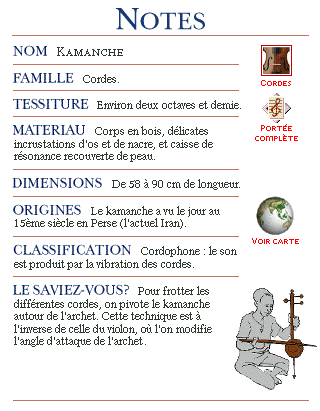 NOTES
NOM KAMANCHE
FAMILLE Cordes.
CORDES
TESSITURE Environ deux octaves et demie.
PORTÉE
COMPLÈTE
MATERIAU Corps en bois, délicates
incrustations d'os et de nacre, et caisse de
résonance recouverte de peau.
DIMENSIONS De 58 à 90 cm de longueur.
ORIGINES Le kamanche a vu le jour au
15ème siècle en Perse (l'actuel Iran).
VOIR CARTE
CLASSIFICATION Cordophone : le son
est produit par la vibration des cordes.
LE SAVIEZ-VOUS? Pour frotter les
différentes cordes, on pivote le kamanche
autour de l'archet. Cette technique est à
l'inverse de celle du violon, où l'on modifie
l'angle d'attaque de l'archet.